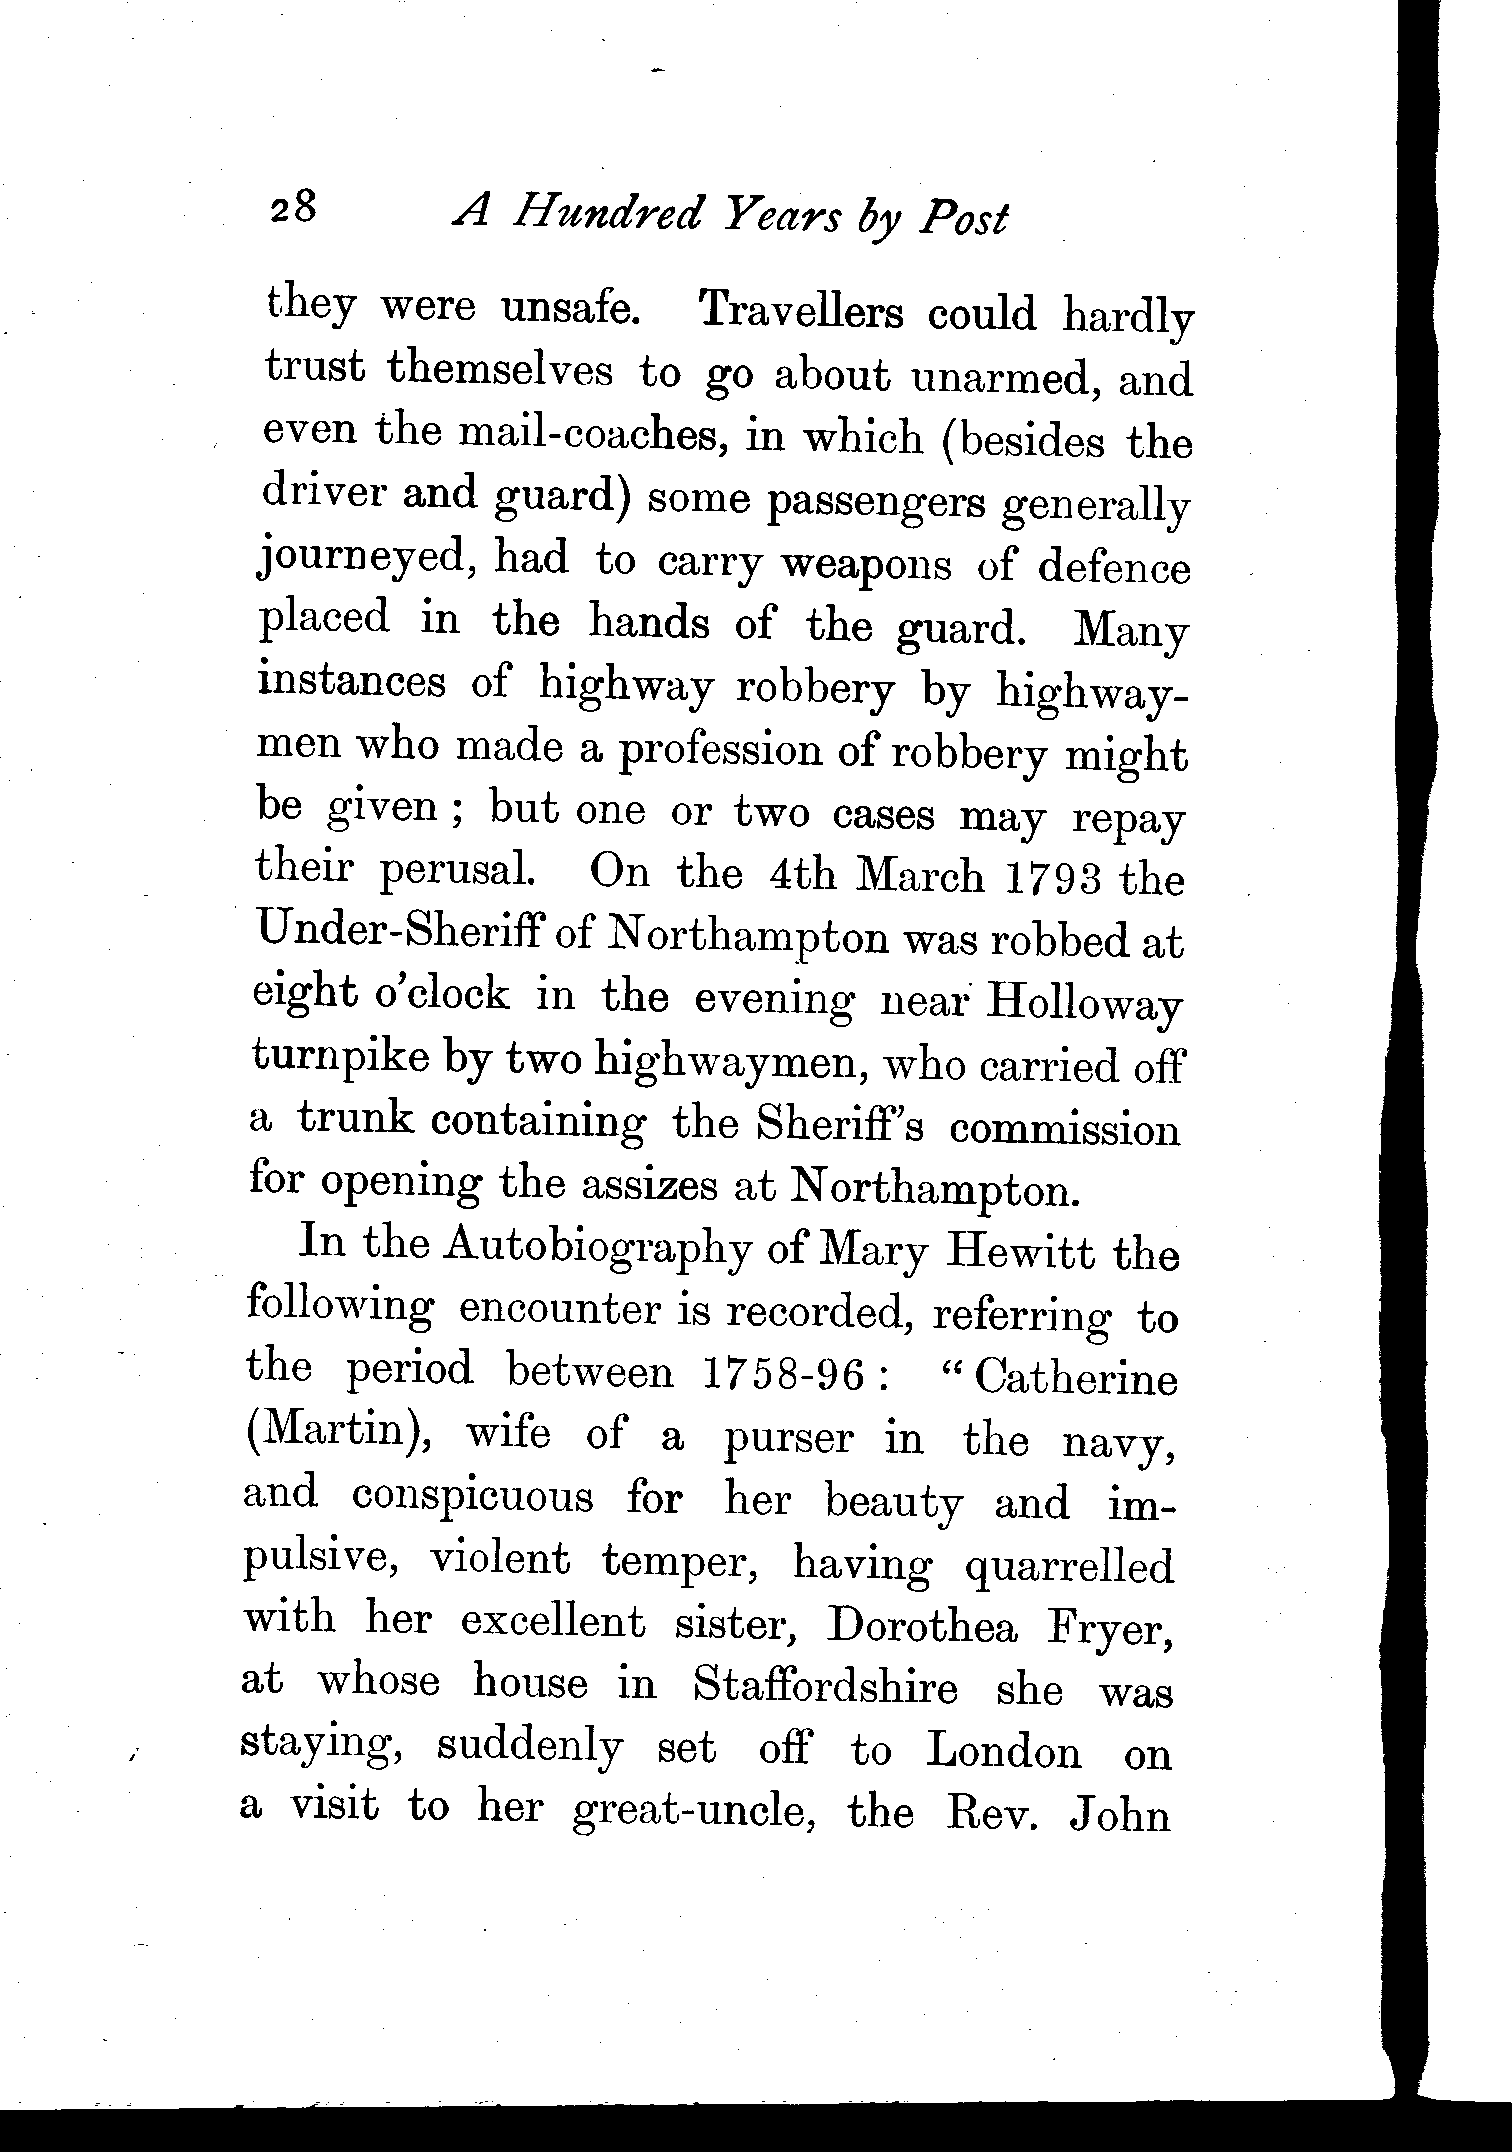 28 A Hundred Years by Post
they were unsafe. Travellers could hardly
trust themselves to go about unarmed, and
even the mail-coaches, in which (besides the
driver and guard) some passengers generally
journeyed, had to carry weapons of defence
placed in the hands of the guard. Many
instances of highway robbery by highway-
men who made a profession of robbery might
be given ; but one or two cases may repay
their perusal. On the 4th March 1793 the
Under-Sheriff of Northampton was robbed at
eight o’clock in the evening near Holloway
turnpike by two highwaymen, who carried off
a trunk containing the Sheriff’s commission
for opening the assizes at Northampton.
In the Autobiography of Mary Hewitt the
following encounter is recorded, referring to
the period between 1758-96 : “ Catherine
(Martin), wife of a purser in the navy,
and conspicuous for her beauty and im-
pulsive, violent temper, having quarrelled
with her excellent sister, Dorothea Fryer,
at whose house in Staffordshire she was
staying, suddenly set off to London on
a visit to her great-uncle, the Rev. John